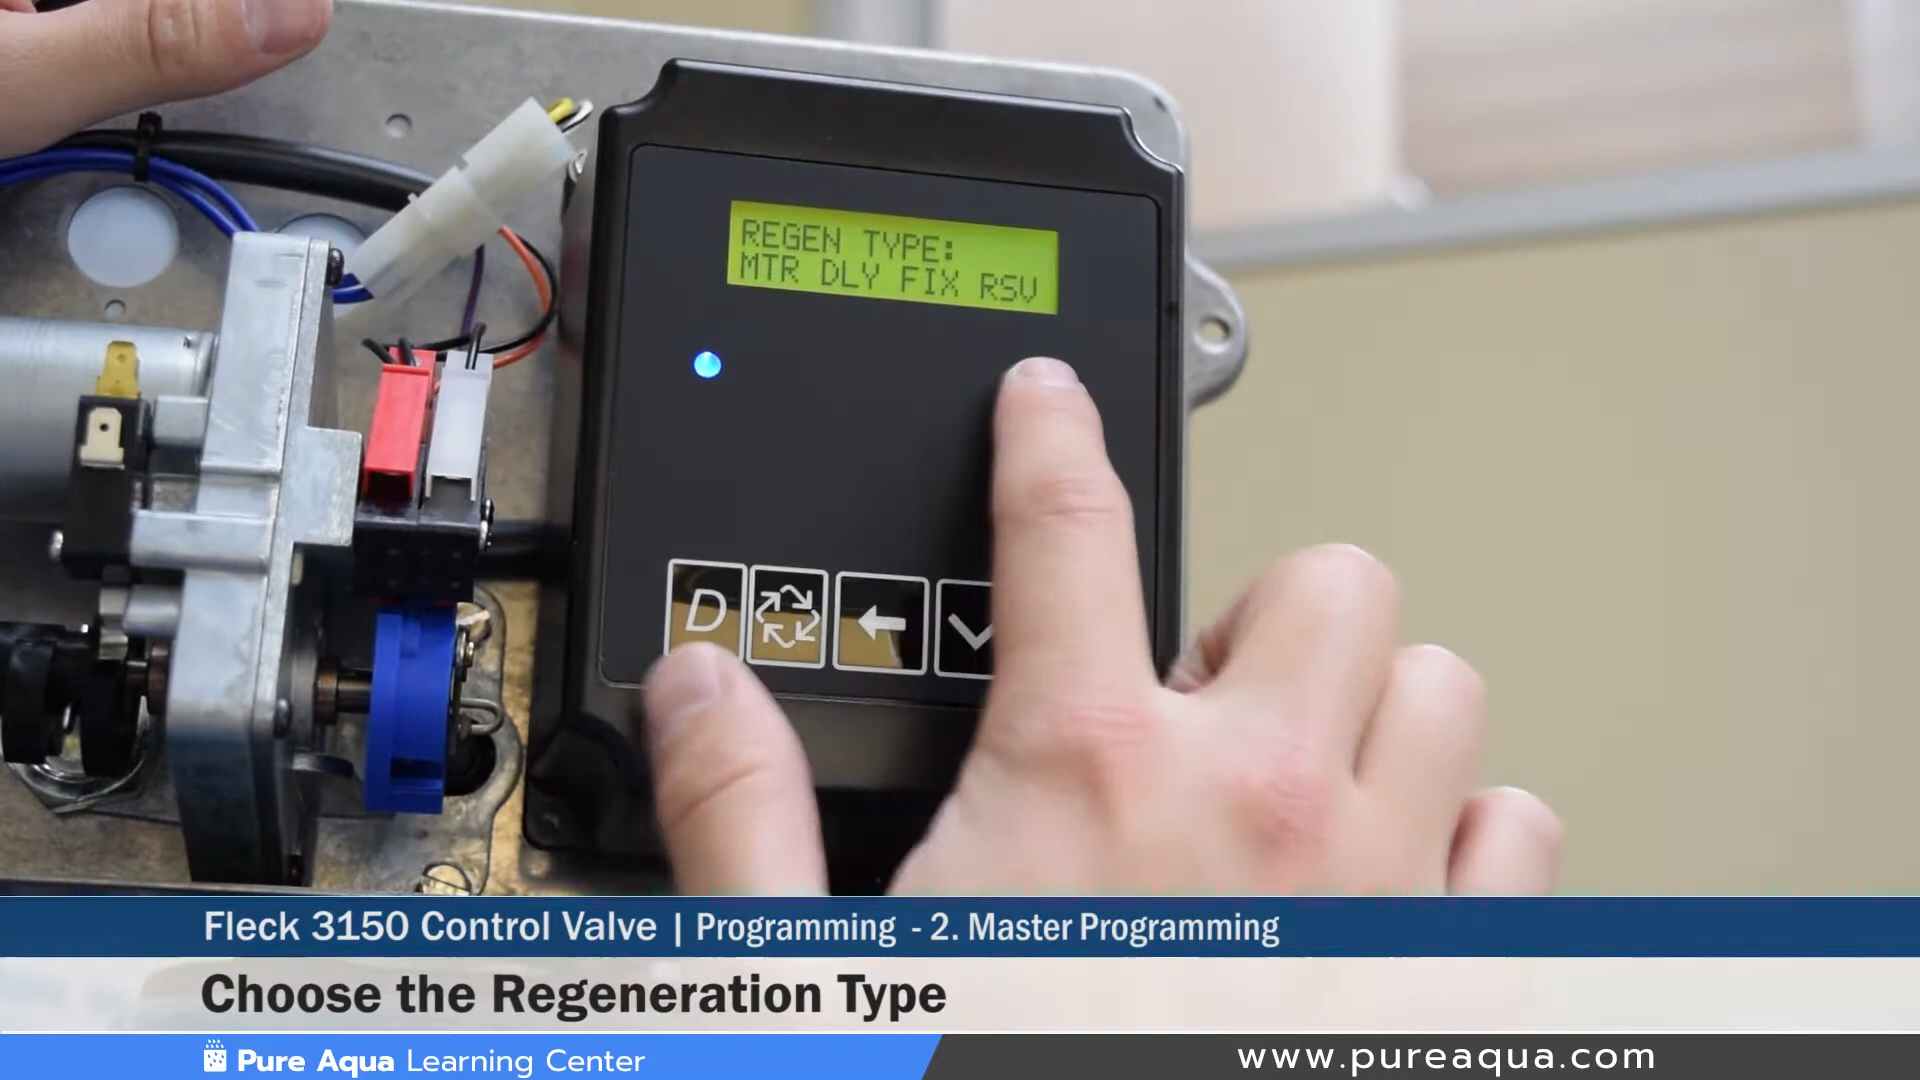 REGEN TYPE:
MTR DLY FIX RSV
D
Fleck 3150 Control Valve | Programming - 2. Master Programming
Choose the Regeneration Type
Pure Aqua Learning Center
www.pureaqua.com